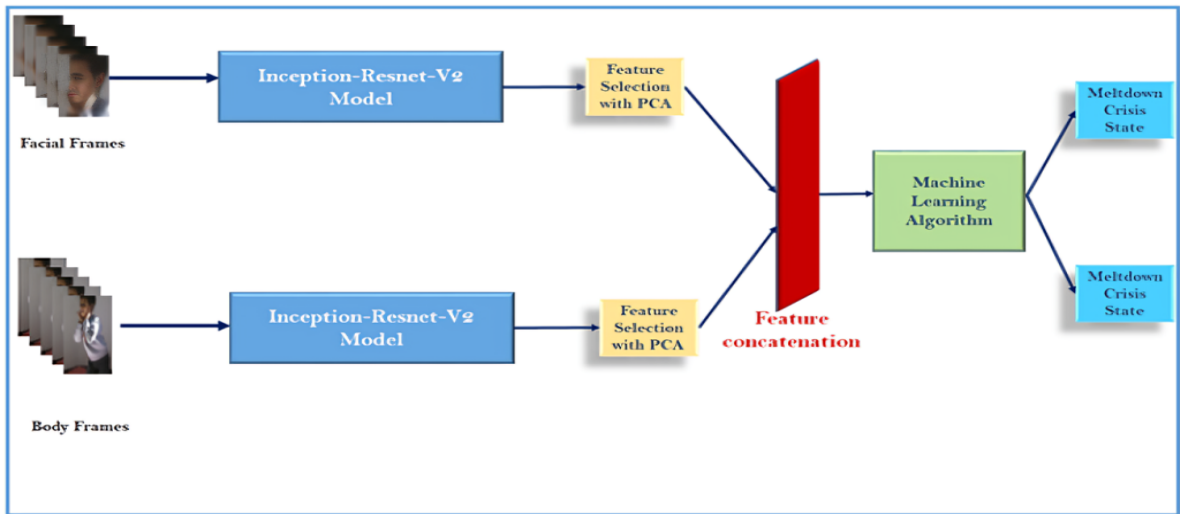 Inception-Resnet-V2
Model
Feature
Selection
with PCA
Meltdown
Crisis
State
Facial Frames
Machine
Learning
Algorithm
Inception-Resnet-V2
Model
Feature
Selection
with PCA
Meltdown
Crisis
State
Feature
concatenation
Body Frames